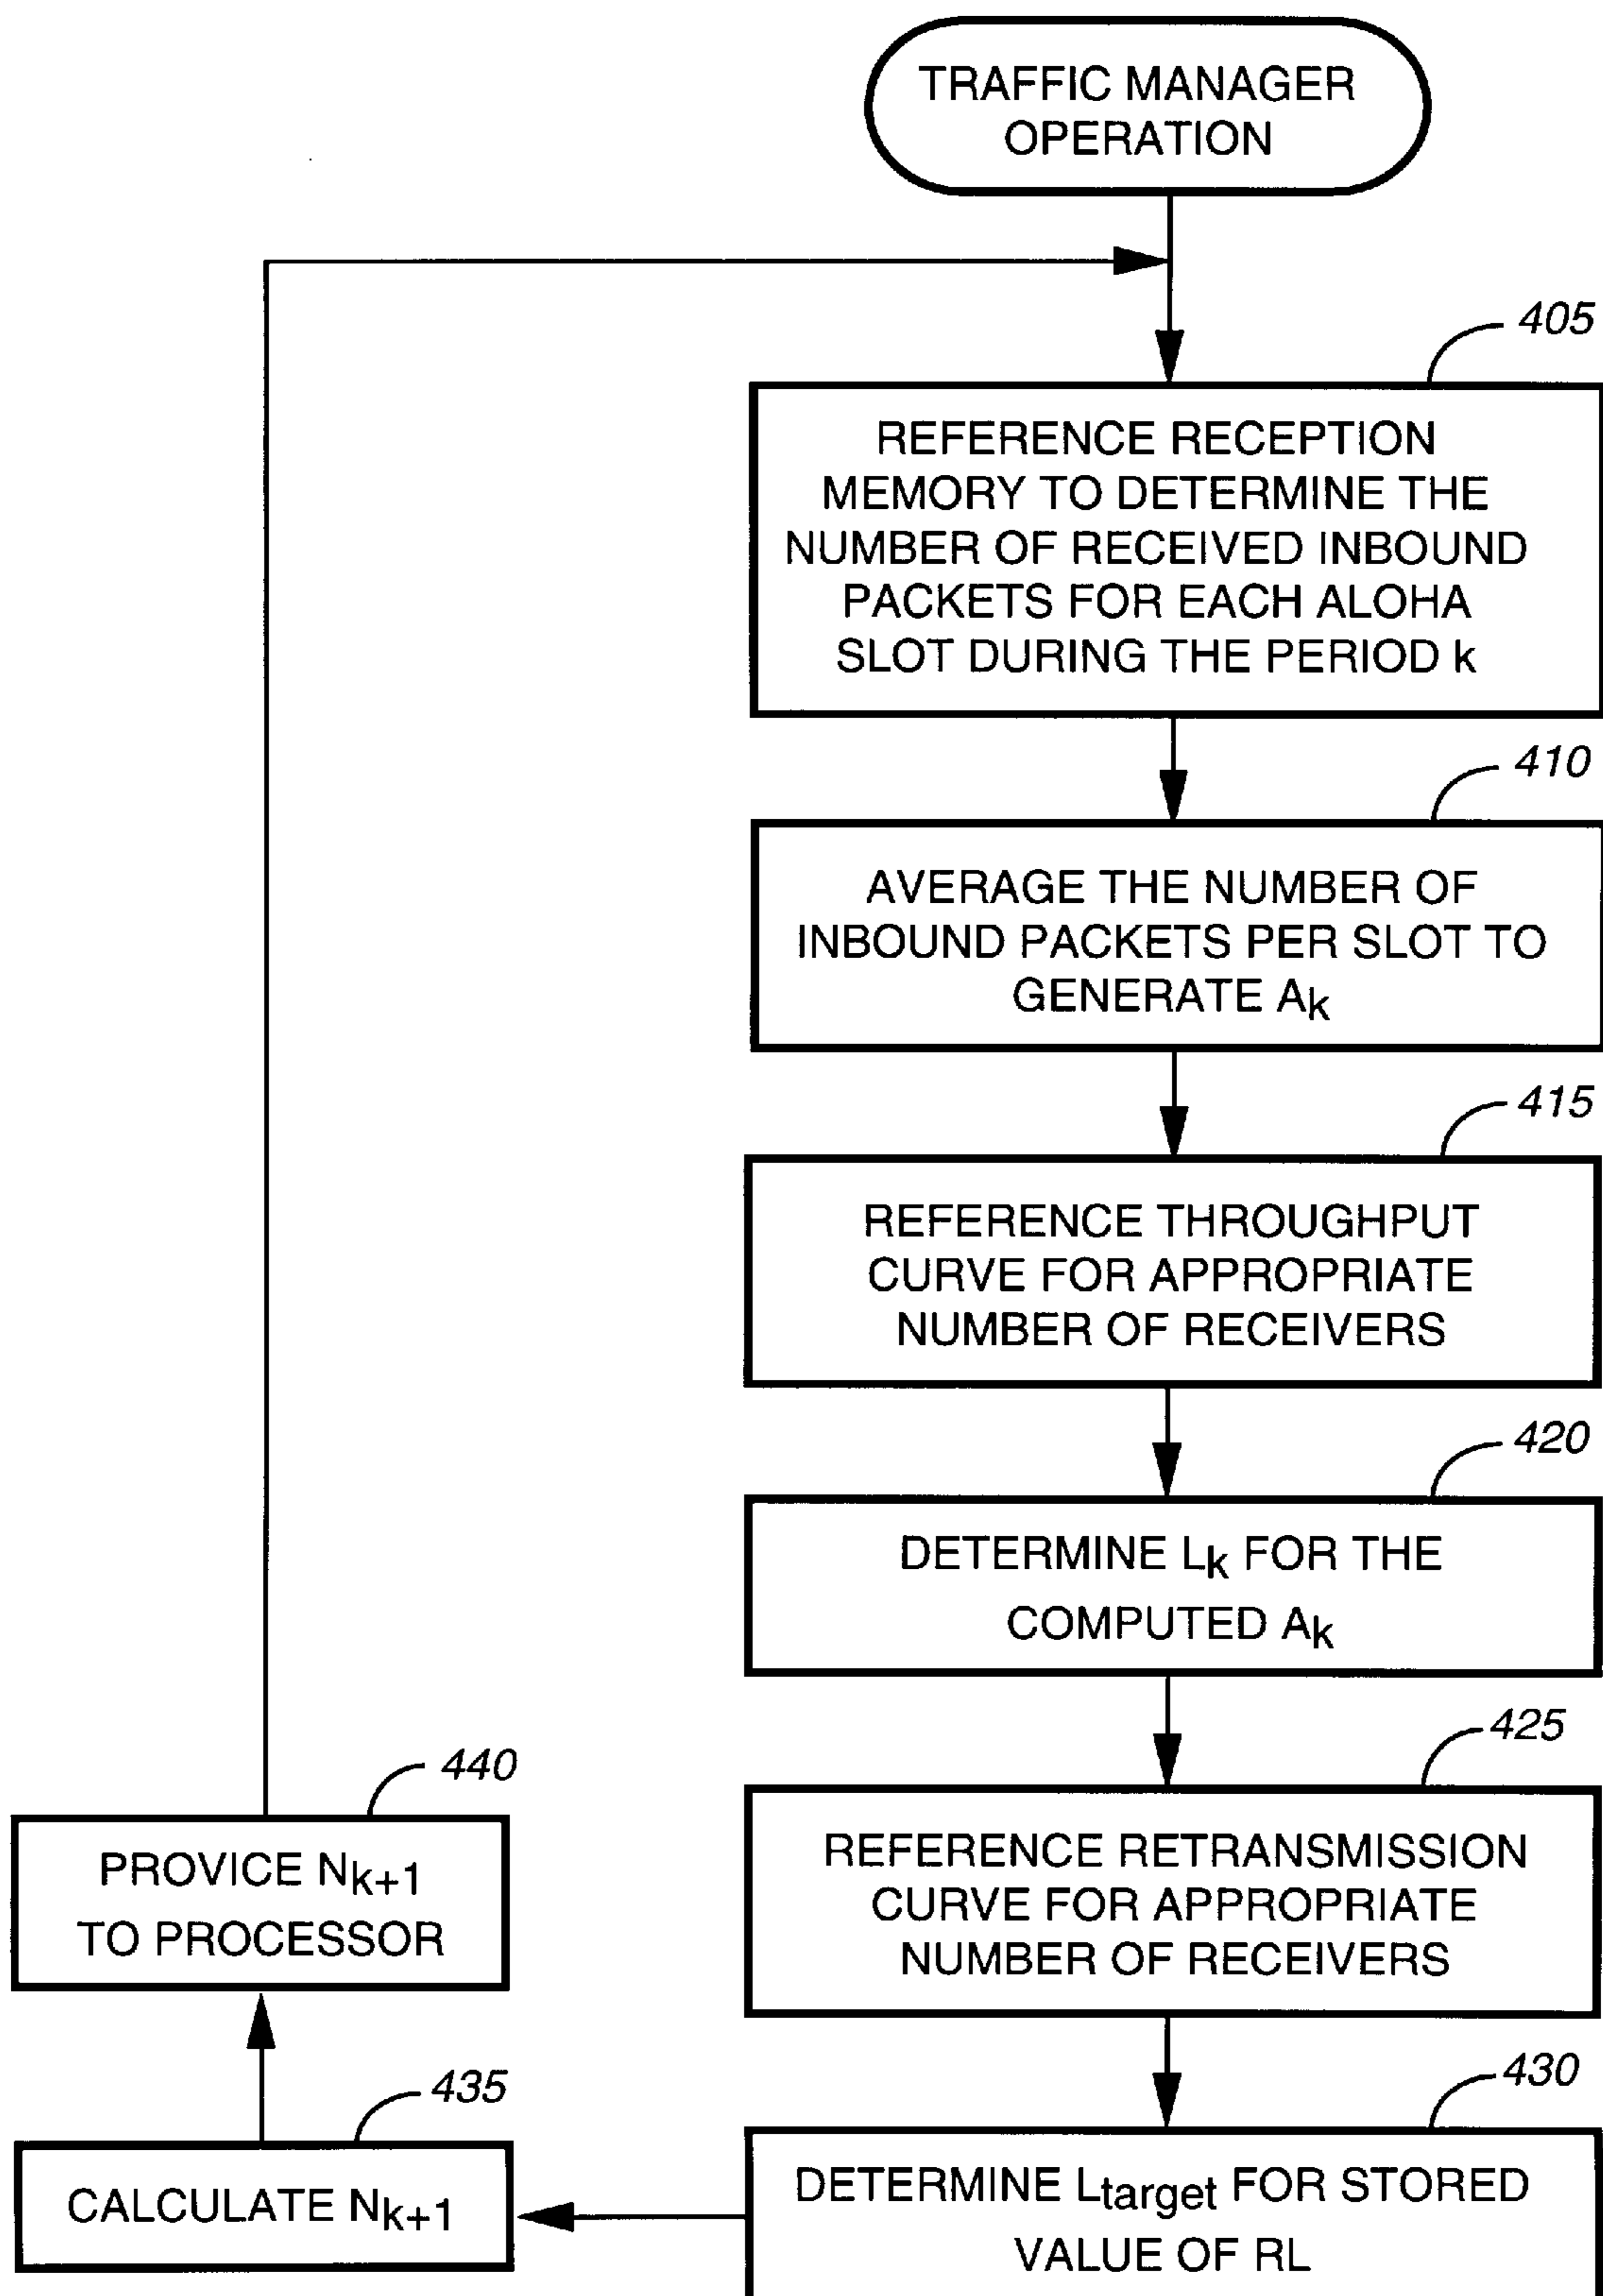 TRAFFIC MANAGER
OPERATION
405
REFERENCE RECEPTION
MEMORY TO DETERMINE THE
NUMBER OF RECEIVED INBOUND
PACKETS FOR EACH ALOHA
SLOT DURING THE PERIOD k
410
AVERAGE THE NUMBER OF
INBOUND PACKETS PER SLOT TO
GENERATE Ak
415
REFERENCE THROUGHPUT
CURVE FOR APPROPRIATE
NUMBER OF RECEIVERS
420
DETERMINE Lk FOR THE
COMPUTED Ak
425
REFERENCE RETRANSMISSION
CURVE FOR APPROPRIATE
NUMBER OF RECEIVERS
430
DETERMINE Ltarget FOR STORED
VALUE OF RL
435
CALCULATE Nk+1
440
PROVICE Nk+1
TO PROCESSOR